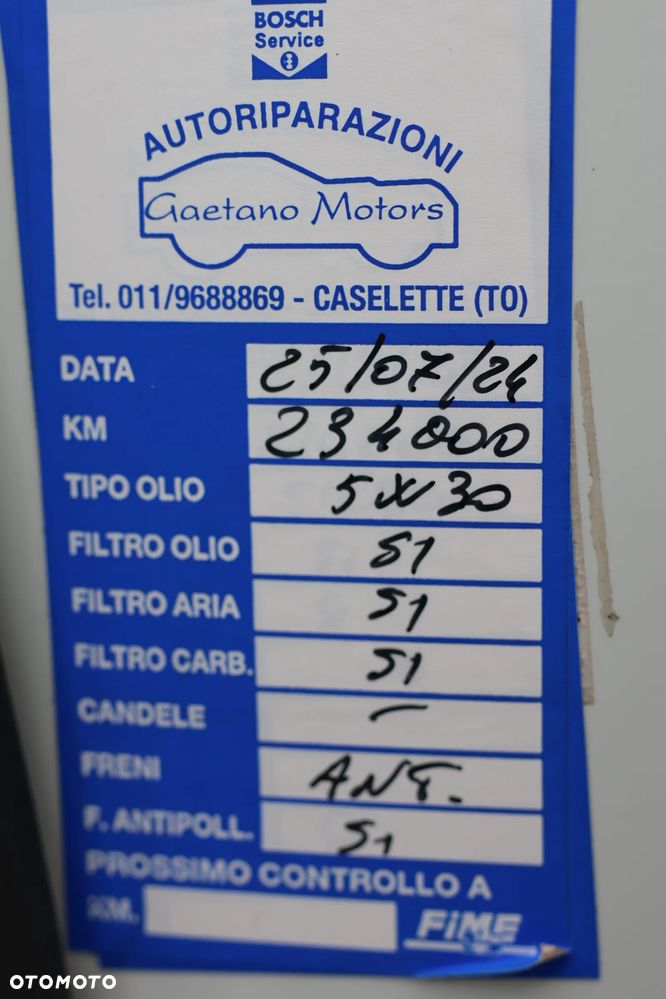 BOSCH
Service
AUTORIPARAZIONI
Gaetano Motors
Tel. 011/9688869 - CASELETTE (TO)
DATA 25/07/24
KM 234000
TIPO OLIO 5W30
FILTRO OLIO SI
FILTRO ARIA SI
FILTRO CARB. SI
CANDELE –
FRENI ANT.
F. ANTIPOLL. SI
PROSSIMO CONTROLLO A
KM. FiME
OTOMOTO